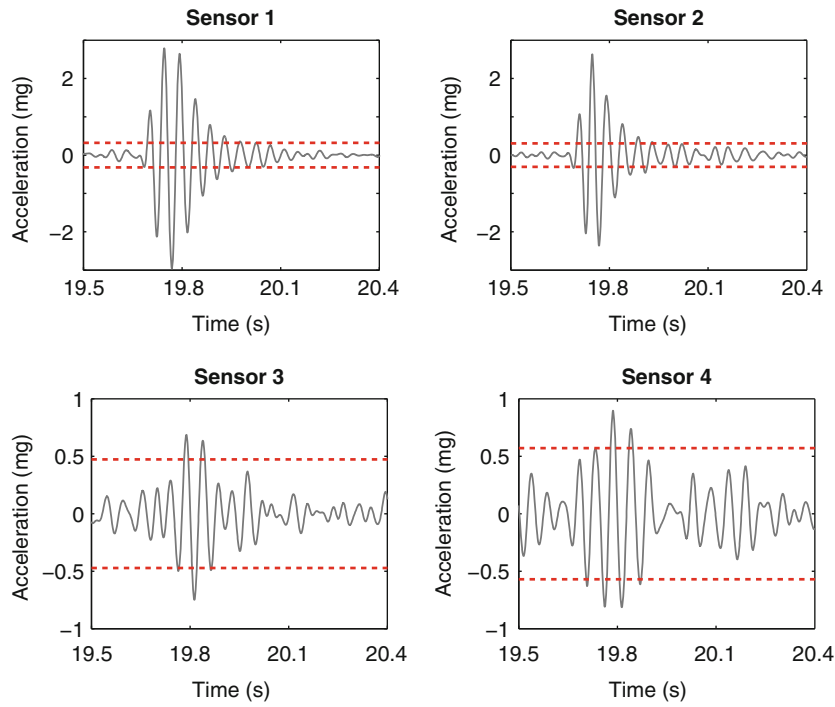 Sensor 1
Acceleration (mg)
2
0
−2
19.5 19.8 20.1 20.4
Time (s)
Sensor 2
Acceleration (mg)
2
0
−2
19.5 19.8 20.1 20.4
Time (s)
Sensor 3
Acceleration (mg)
1
0.5
0
−0.5
−1
19.5 19.8 20.1 20.4
Time (s)
Sensor 4
Acceleration (mg)
1
0.5
0
−0.5
−1
19.5 19.8 20.1 20.4
Time (s)